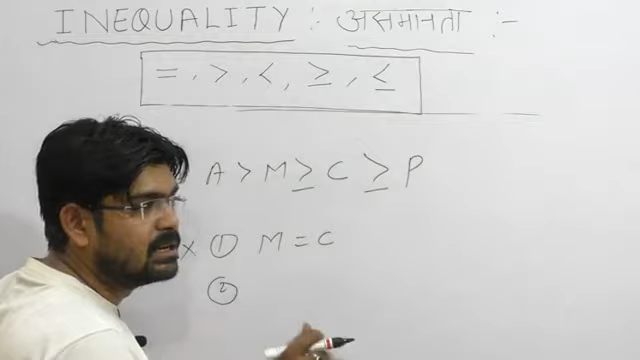 INEQUALITY : असमानता :-
= , > , < , ≥ , ≤
A > M ≥ C ≥ P
× ① M = C
②